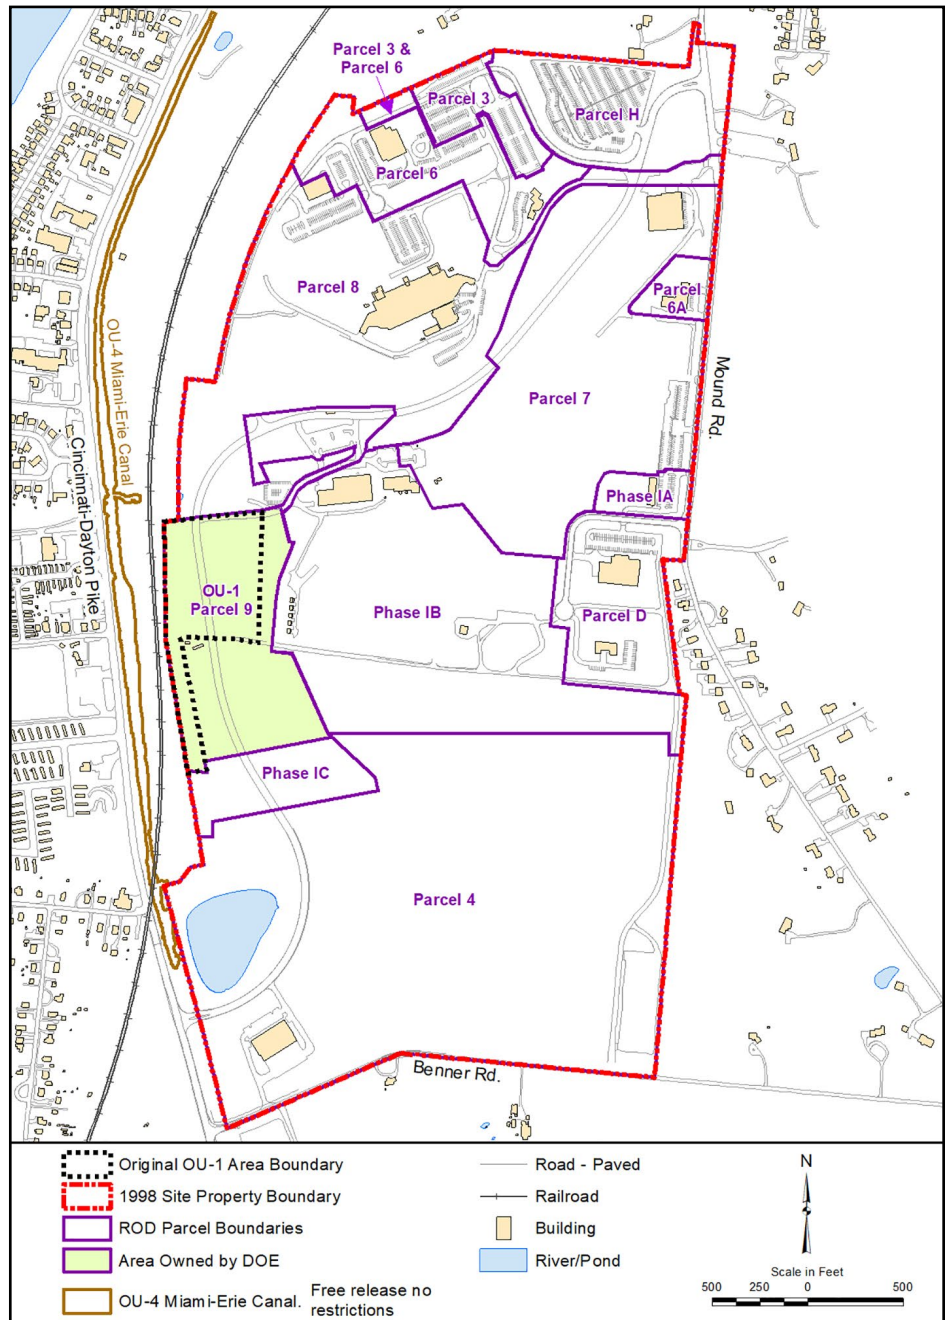 Parcel 3 &
Parcel 6
Parcel 3
Parcel H
Parcel 6
Parcel 8
Parcel
6A
OU-4 Miami-Erie Canal
Mound Rd.
Parcel 7
Cincinnati-Dayton Pike
Phase IA
OU-1
Parcel 9
Phase IB
Parcel D
Phase IC
Parcel 4
Benner Rd.
Original OU-1 Area Boundary
1998 Site Property Boundary
ROD Parcel Boundaries
Area Owned by DOE
OU-4 Miami-Erie Canal. Free release no
restrictions
Road - Paved
Railroad
Building
River/Pond
N
Scale in Feet
500 250 0 500